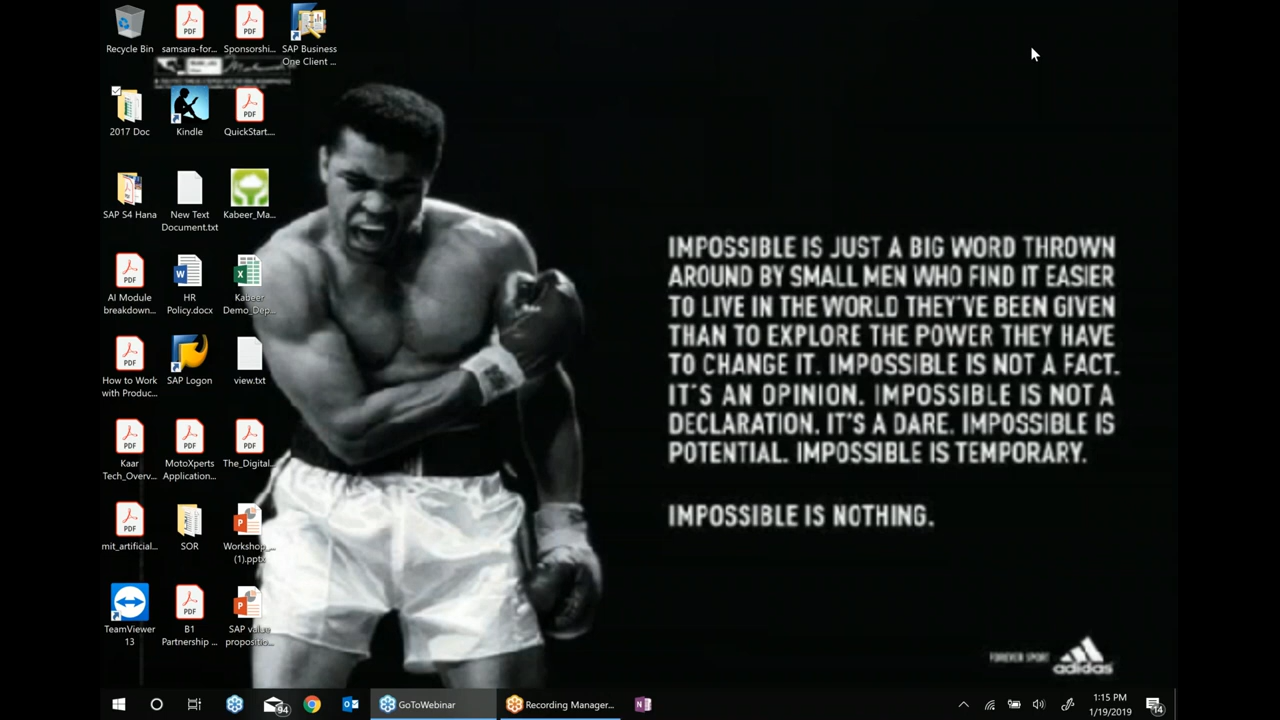 Recycle Bin
samsara-for...
Sponsorshi...
SAP Business
One Client ...
2017 Doc
Kindle
QuickStart....
SAP S4 Hana
New Text
Document.txt
Kabeer_Ma...
AI Module
breakdown...
HR
Policy.docx
Kabeer
Demo_Dep...
How to Work
with Produc...
SAP Logon
view.txt
Kaar
Tech_Overv...
MotoXperts
Application...
The_Digital...
mit_artificial...
SOR
Workshop_...
(1).pptx
TeamViewer
13
B1
Partnership ...
SAP value
propositio...
IMPOSSIBLE IS JUST A BIG WORD THROWN
AROUND BY SMALL MEN WHO FIND IT EASIER
TO LIVE IN THE WORLD THEY'VE BEEN GIVEN
THAN TO EXPLORE THE POWER THEY HAVE
TO CHANGE IT. IMPOSSIBLE IS NOT A FACT.
IT'S AN OPINION. IMPOSSIBLE IS NOT A
DECLARATION. IT'S A DARE. IMPOSSIBLE IS
POTENTIAL. IMPOSSIBLE IS TEMPORARY.
IMPOSSIBLE IS NOTHING.
FOREVER SPORT
adidas
94
GoToWebinar
Recording Manager...
1:15 PM
1/19/2019
14